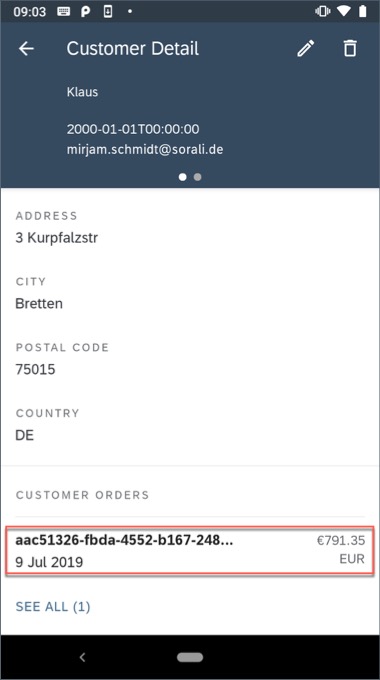 09:03
Customer Detail
Klaus
2000-01-01T00:00:00
mirjam.schmidt@sorali.de
ADDRESS
3 Kurpfalzstr
CITY
Bretten
POSTAL CODE
75015
COUNTRY
DE
CUSTOMER ORDERS
aac51326-fbda-4552-b167-248... €791.35
9 Jul 2019 EUR
SEE ALL (1)